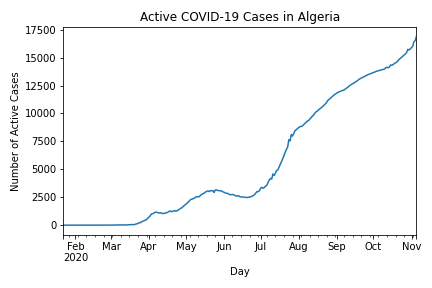 Active COVID-19 Cases in Algeria
Number of Active Cases
17500
15000
12500
10000
7500
5000
2500
0
Feb Mar Apr May Jun Jul Aug Sep Oct Nov
2020
Day